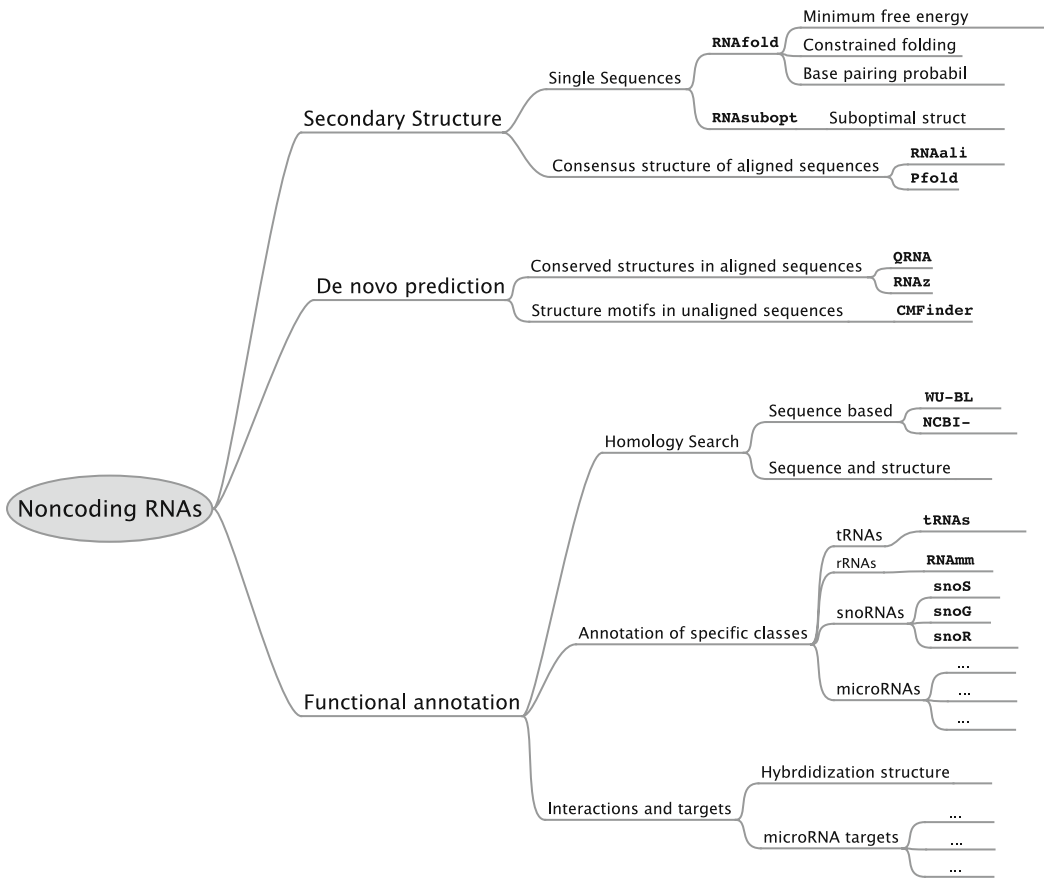 Minimum free energy
RNAfold
Constrained folding
Base pairing probabil
Single Sequences
Secondary Structure
RNAsubopt
Suboptimal struct
Consensus structure of aligned sequences
RNAali
Pfold
De novo prediction
Conserved structures in aligned sequences
QRNA
RNAz
Structure motifs in unaligned sequences
CMFinder
Noncoding RNAs
Functional annotation
Homology Search
Sequence based
WU-BL
NCBI-
Sequence and structure
Annotation of specific classes
tRNAs
tRNAs
rRNAs
RNAmm
snoRNAs
snoS
snoG
snoR
microRNAs
...
...
...
Interactions and targets
Hybrdidization structure
microRNA targets
...
...
...